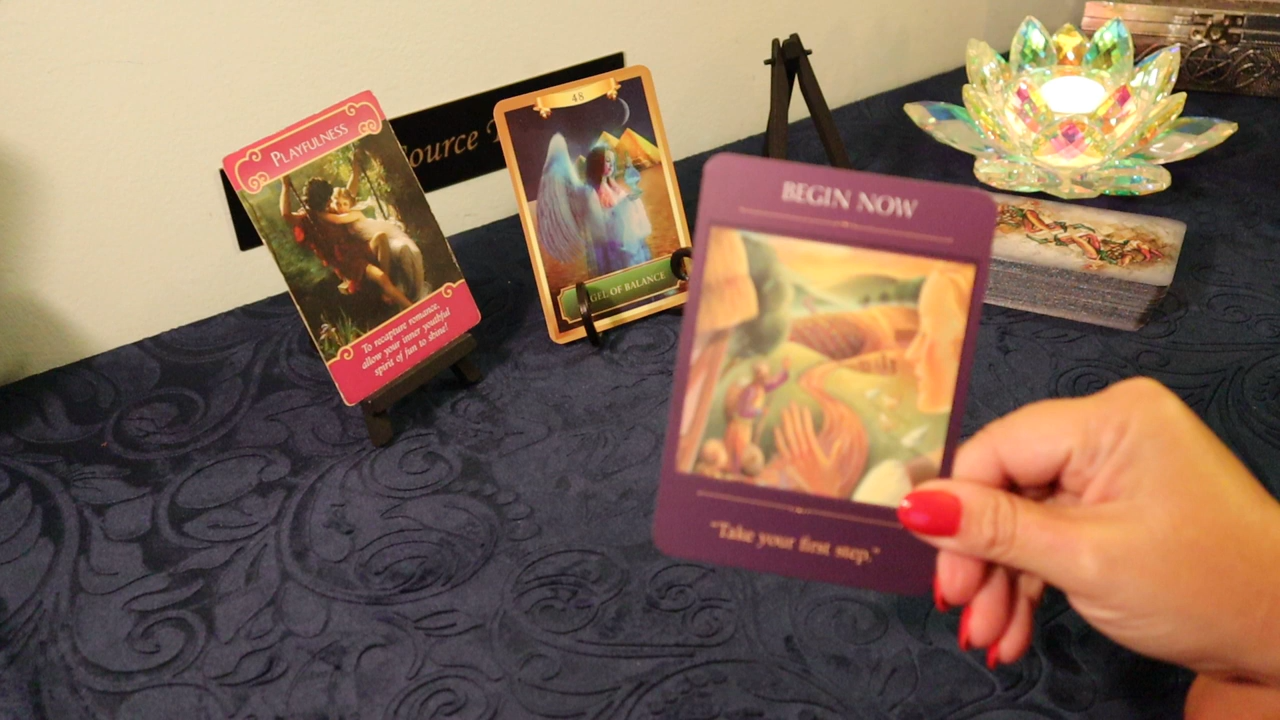 PLAYFULNESS
To recapture romance,
allow your inner youthful
spirit of fun to shine!
ource
48
GEL OF BALANCE
BEGIN NOW
"Take your first step."